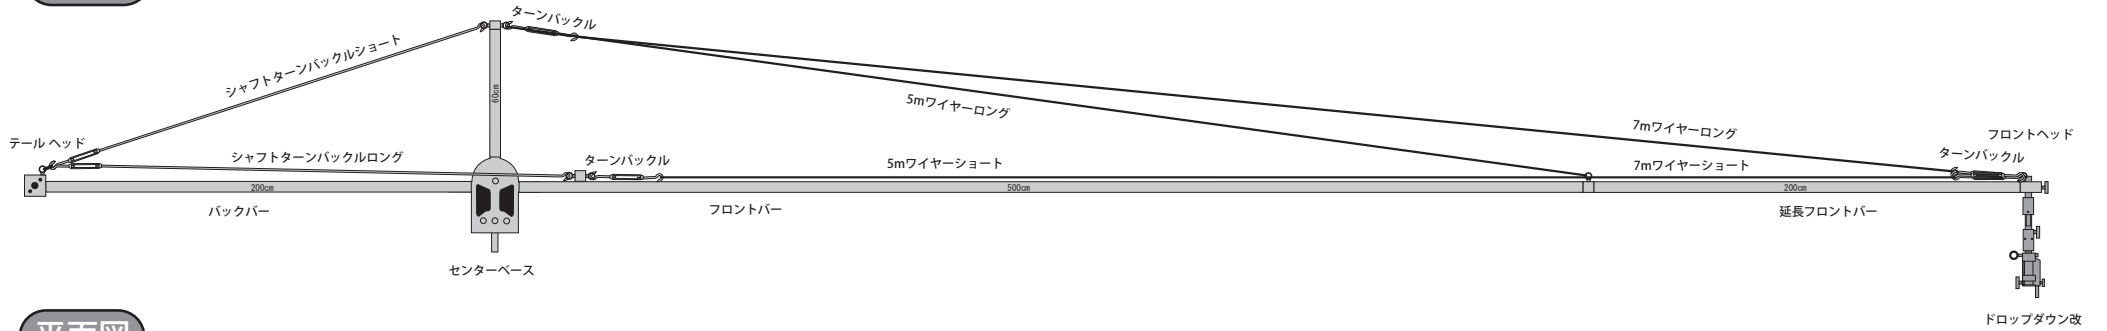 ターンバックル
シャフトターンバックルショート
60cm
5mワイヤーロング
7mワイヤーロング
フロントヘッド
テール ヘッド
シャフトターンバックルロング
ターンバックル
5mワイヤーショート
7mワイヤーショート
ターンバックル
200cm
500cm
200cm
バックバー
フロントバー
延長フロントバー
センターベース
ドロップダウン改
平面図